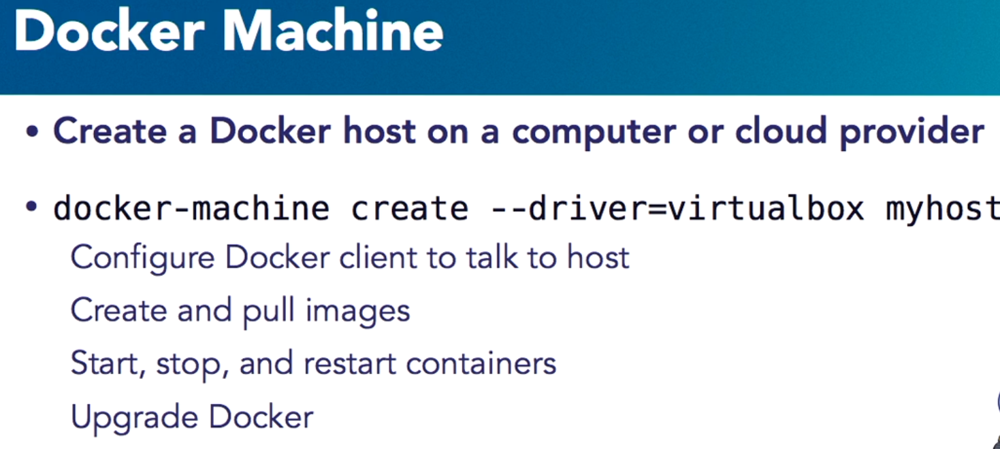 Docker Machine
• Create a Docker host on a computer or cloud provider
• docker-machine create --driver=virtualbox myhost
Configure Docker client to talk to host
Create and pull images
Start, stop, and restart containers
Upgrade Docker